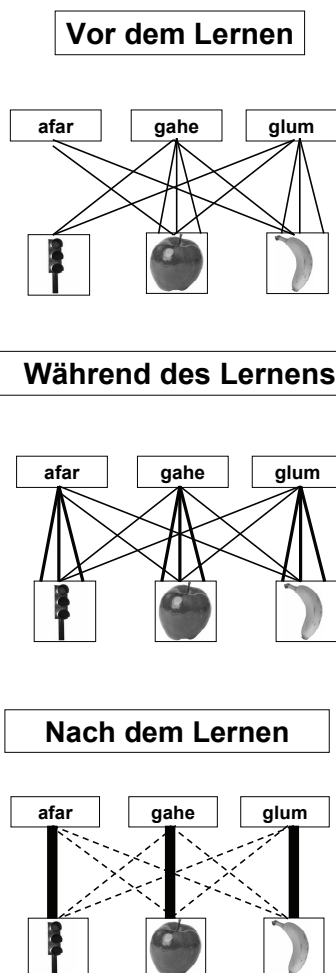 Vor dem Lernen
afar gahe glum
Während des Lernens
afar gahe glum
Nach dem Lernen
afar gahe glum